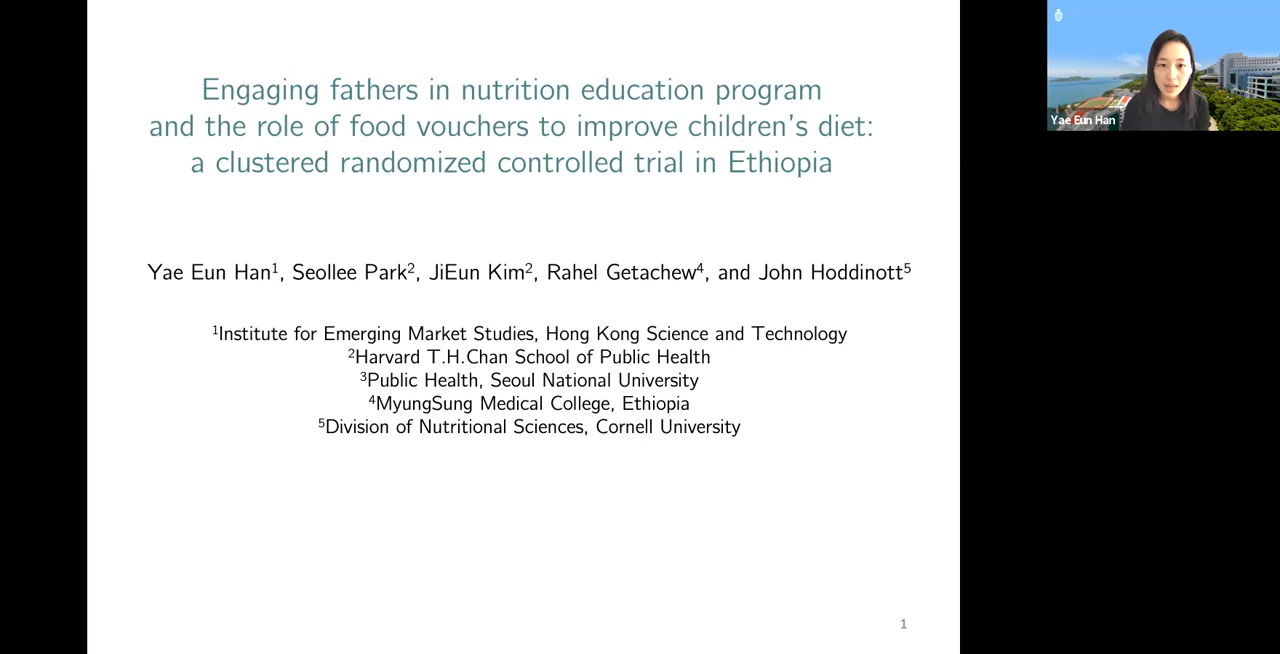 Engaging fathers in nutrition education program
and the role of food vouchers to improve children's diet:
a clustered randomized controlled trial in Ethiopia
Yae Eun Han¹, Seollee Park², JiEun Kim², Rahel Getachew⁴, and John Hoddinott⁵
¹Institute for Emerging Market Studies, Hong Kong Science and Technology
²Harvard T.H.Chan School of Public Health
³Public Health, Seoul National University
⁴MyungSung Medical College, Ethiopia
⁵Division of Nutritional Sciences, Cornell University
1
Yae Eun Han